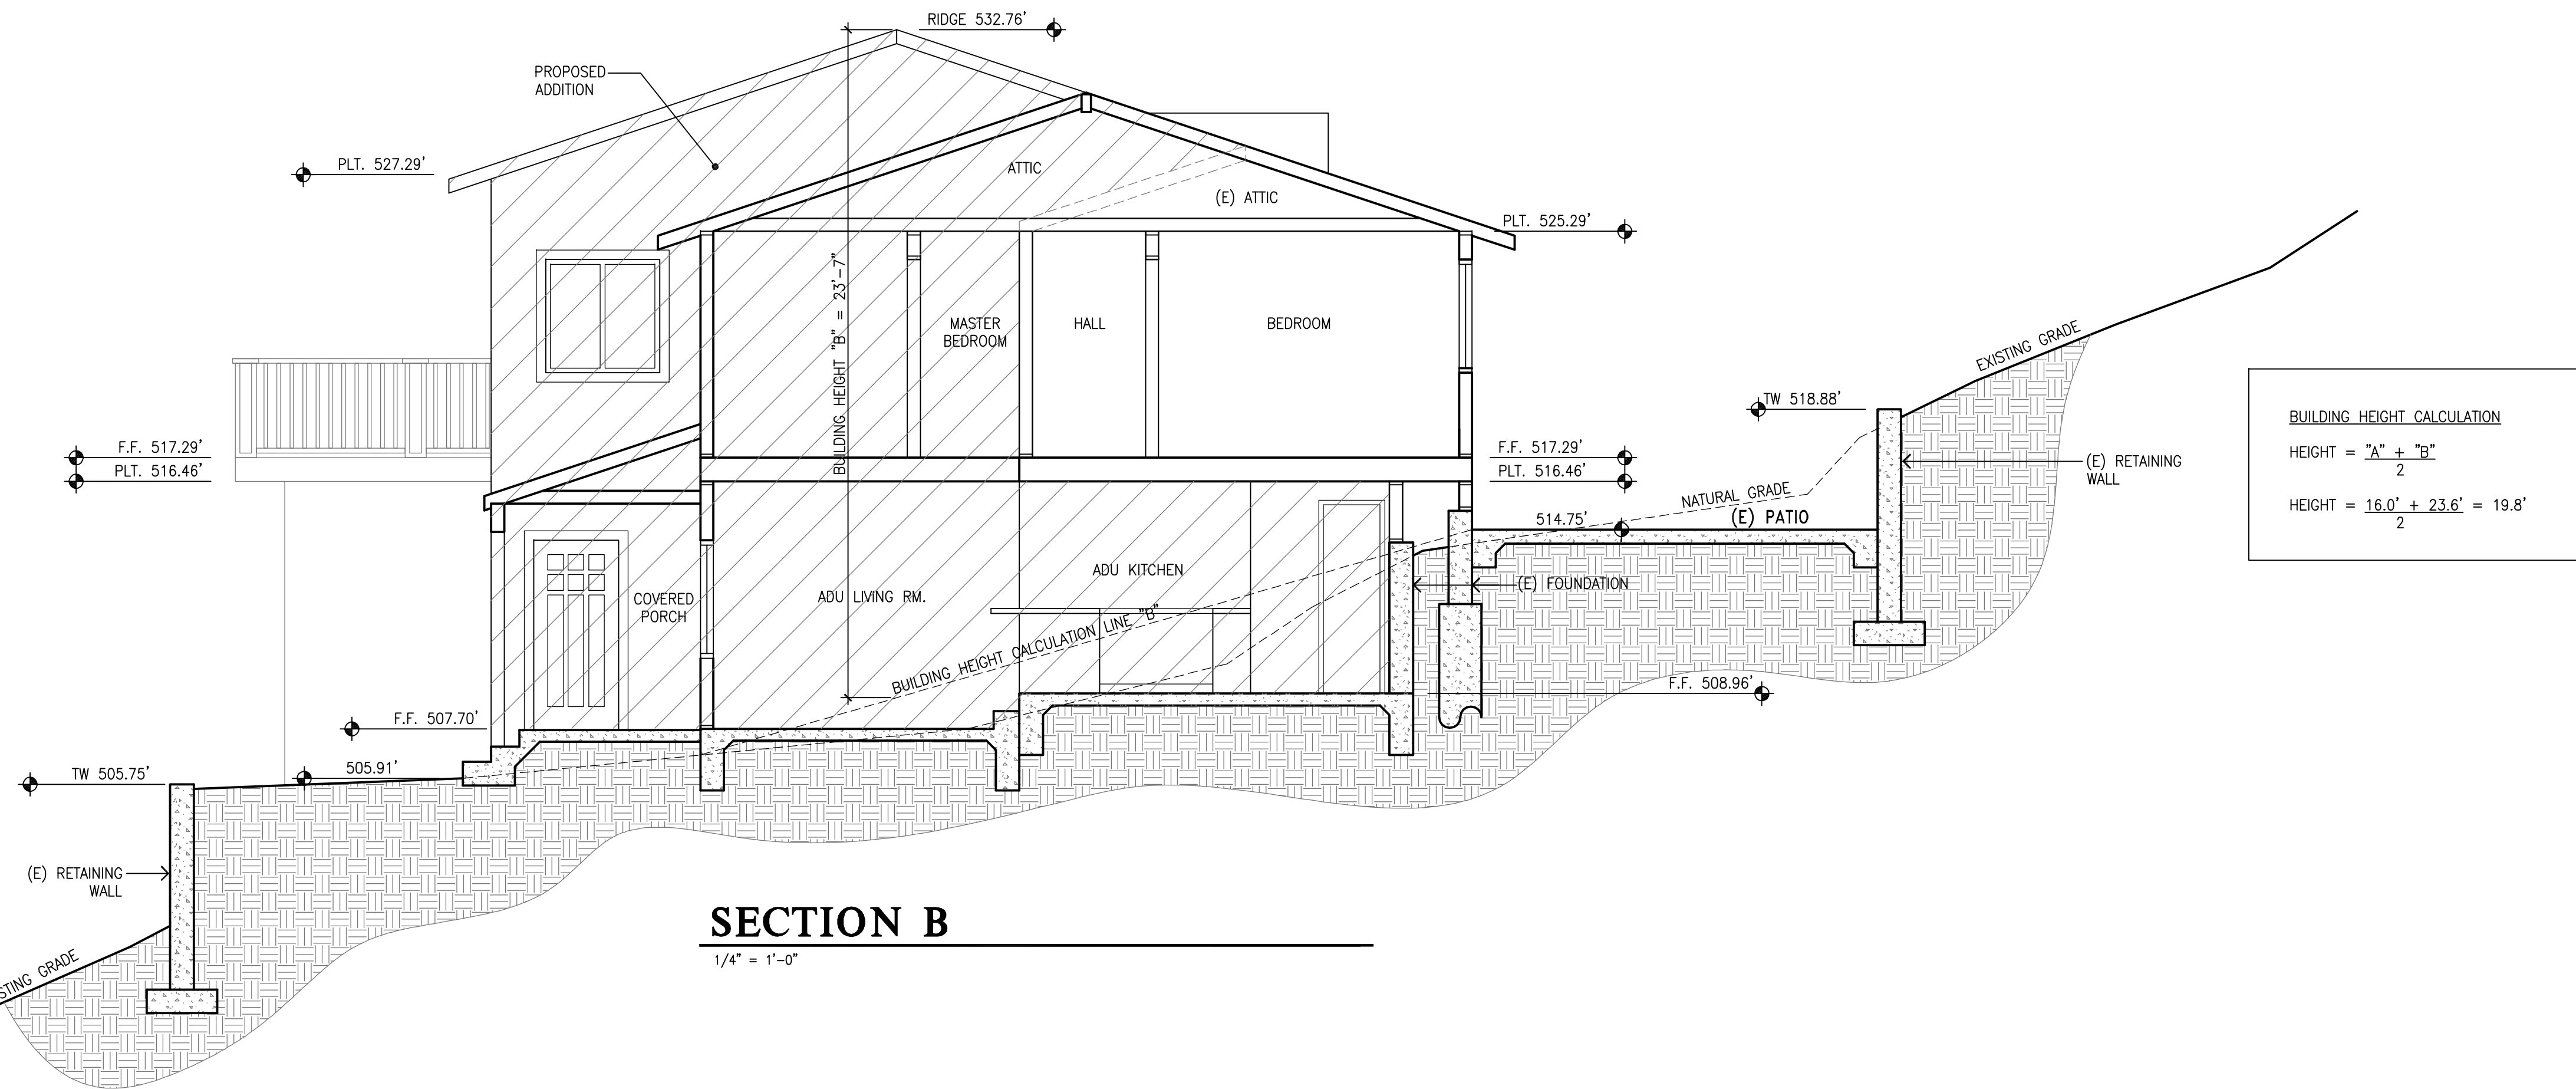 RIDGE 532.76'
PROPOSED
ADDITION
PLT. 527.29'
ATTIC
(E) ATTIC
PLT. 525.29'
BUILDING HEIGHT "B" = 23'-7"
MASTER
BEDROOM
HALL
BEDROOM
EXISTING GRADE
TW 518.88'
F.F. 517.29'
PLT. 516.46'
F.F. 517.29'
PLT. 516.46'
(E) RETAINING
WALL
NATURAL GRADE
514.75'
(E) PATIO
BUILDING HEIGHT CALCULATION
HEIGHT = "A" + "B"
2
HEIGHT = 16.0' + 23.6' = 19.8'
2
ADU KITCHEN
(E) FOUNDATION
COVERED
PORCH
ADU LIVING RM.
BUILDING HEIGHT CALCULATION LINE "B"
F.F. 508.96'
F.F. 507.70'
TW 505.75'
505.91'
(E) RETAINING
WALL
STING GRADE
SECTION B
1/4" = 1'-0"